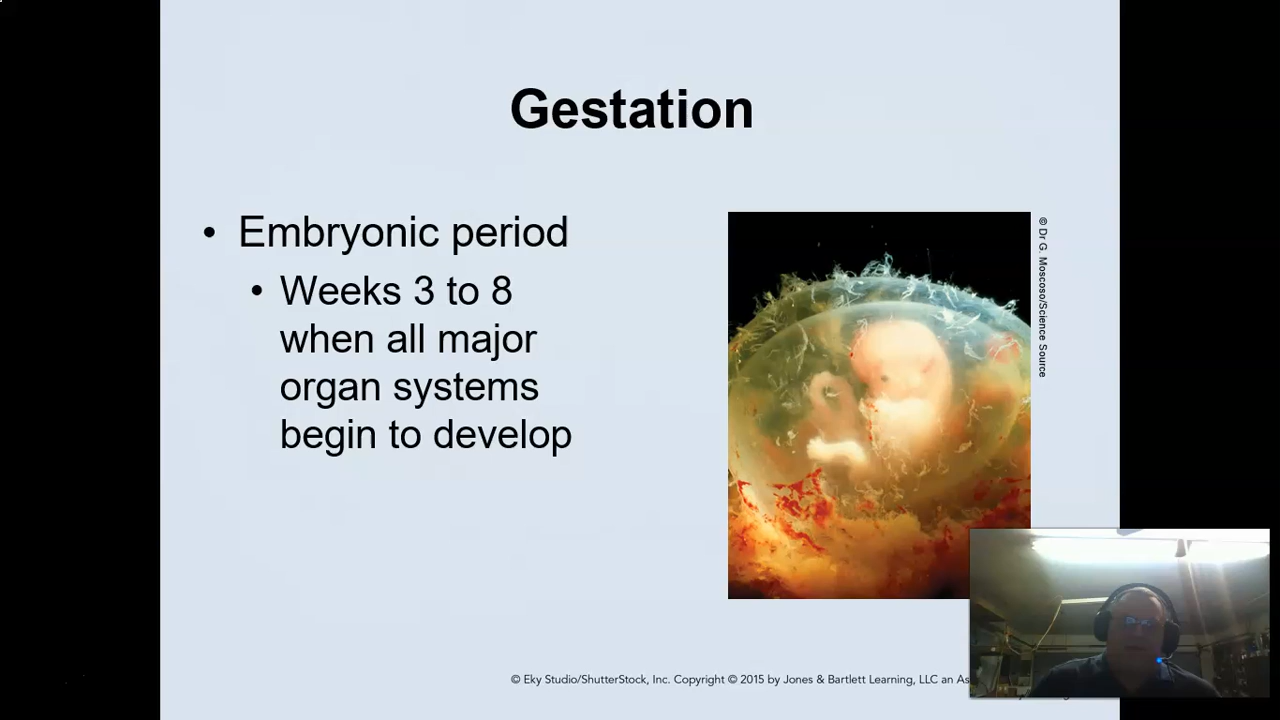 Gestation
• Embryonic period
• Weeks 3 to 8
when all major
organ systems
begin to develop
© Dr G. Moscoso/Science Source
© Eky Studio/ShutterStock, Inc. Copyright © 2015 by Jones & Bartlett Learning, LLC an As